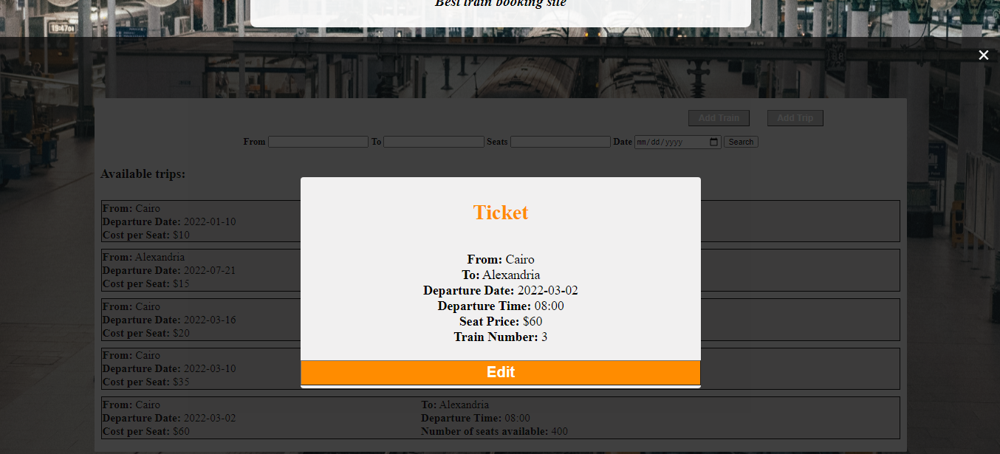 Best train booking site
19:47
×
Add Train Add Trip
From To Seats Date mm/dd/yyyy Search
Available trips:
From: Cairo
Departure Date: 2022-01-10
Cost per Seat: $10
From: Alexandria
Departure Date: 2022-07-21
Cost per Seat: $15
From: Cairo
Departure Date: 2022-03-16
Cost per Seat: $20
From: Cairo
Departure Date: 2022-03-10
Cost per Seat: $35
From: Cairo To: Alexandria
Departure Date: 2022-03-02 Departure Time: 08:00
Cost per Seat: $60 Number of seats available: 400
Ticket
From: Cairo
To: Alexandria
Departure Date: 2022-03-02
Departure Time: 08:00
Seat Price: $60
Train Number: 3
Edit